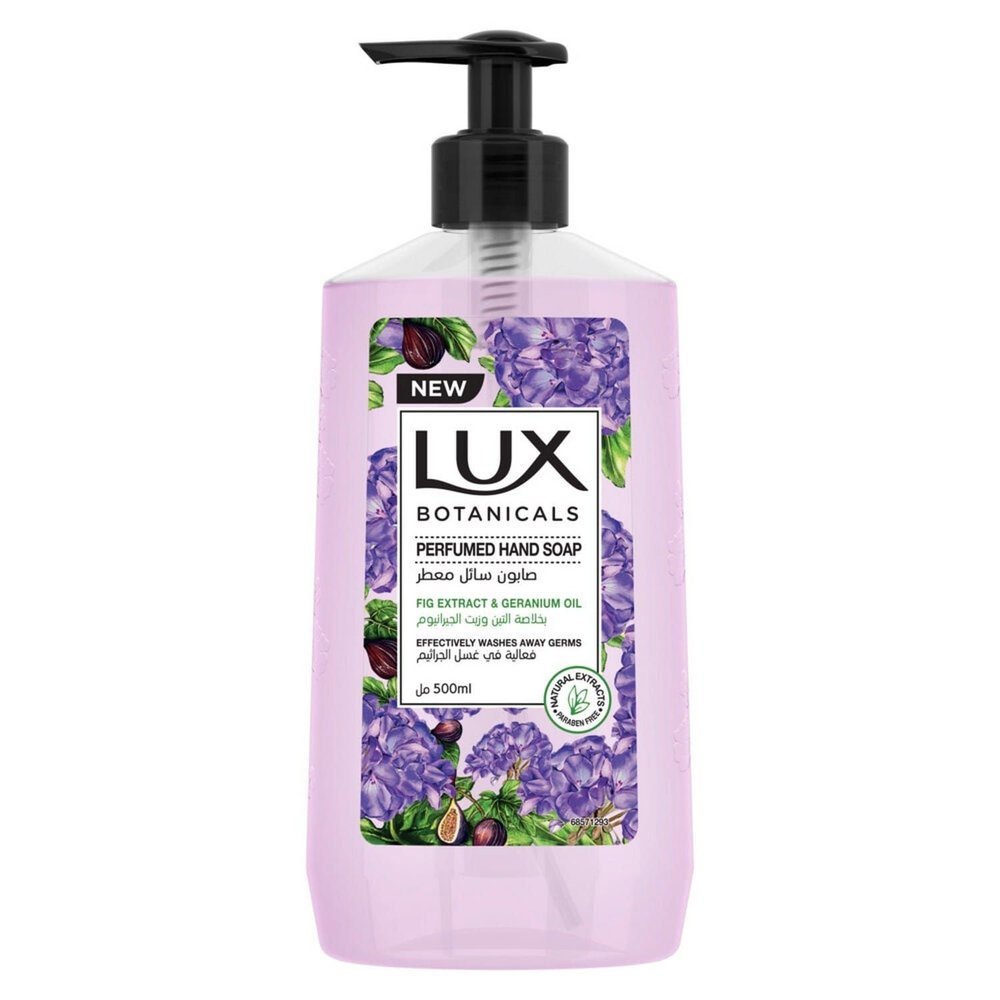 NEW
LUX
BOTANICALS
PERFUMED HAND SOAP
صابون سائل معطر
FIG EXTRACT & GERANIUM OIL
بخلاصة التين وزيت الجيرانيوم
EFFECTIVELY WASHES AWAY GERMS
فعالية في غسل الجراثيم
500ml مل
NATURAL EXTRACTS
PARABEN FREE
68571293